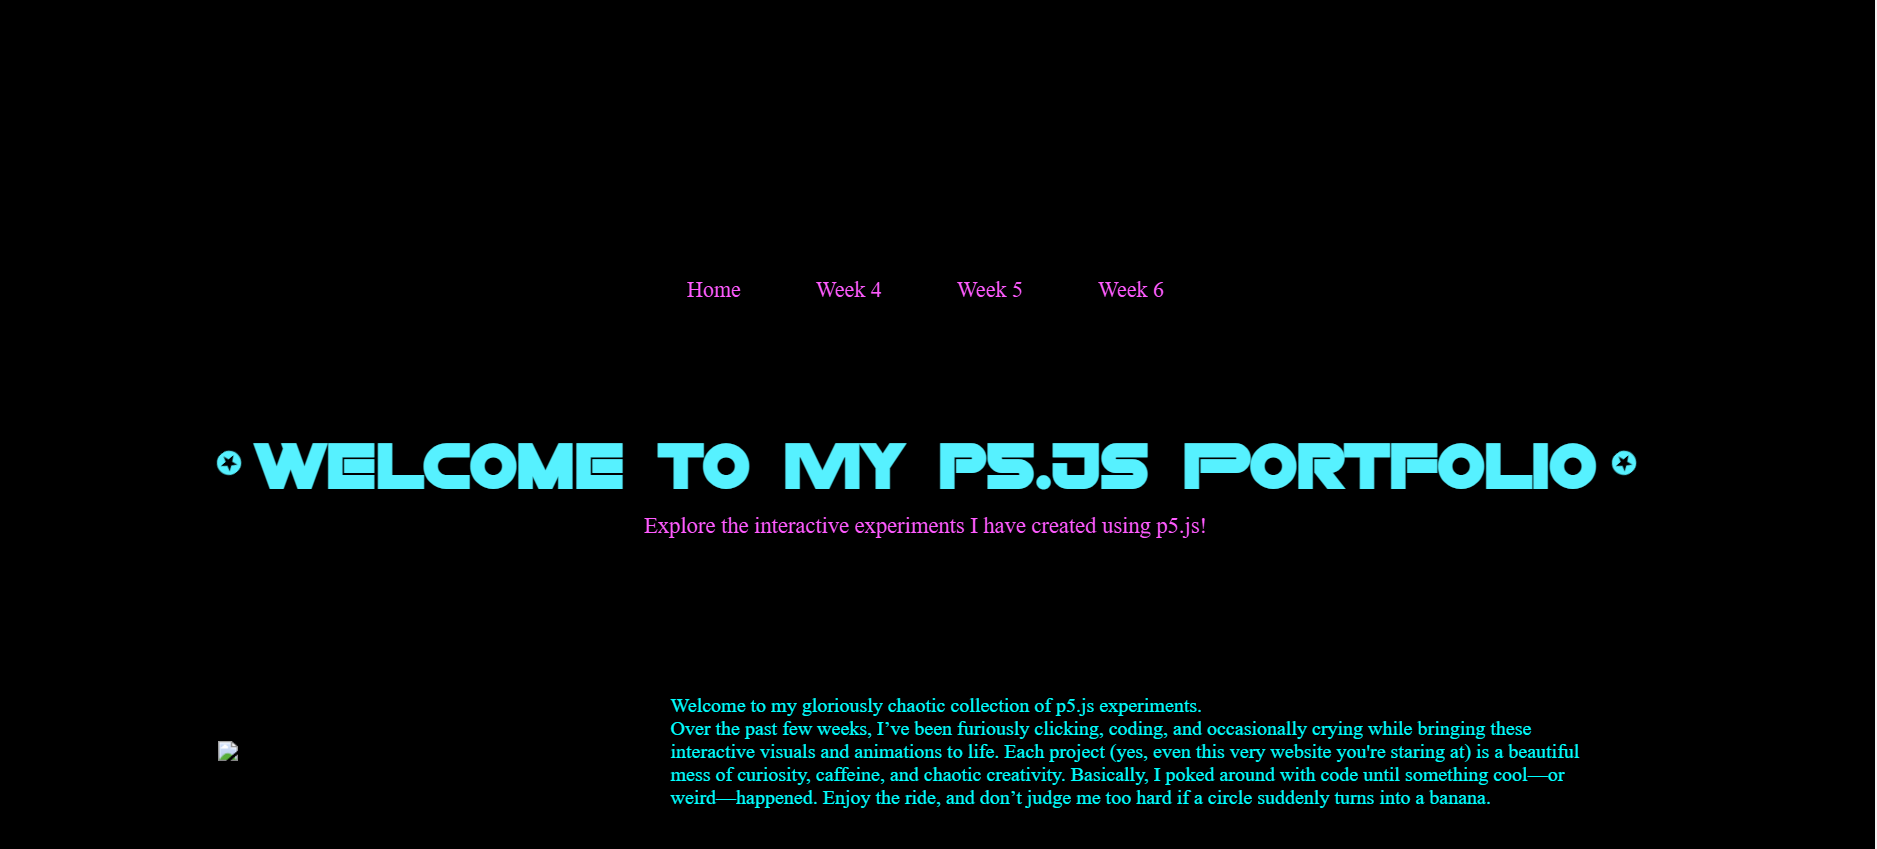 Home Week 4 Week 5 Week 6
✪ WELCOME TO MY P5.JS PORTFOLIO ✪
Explore the interactive experiments I have created using p5.js!
Welcome to my gloriously chaotic collection of p5.js experiments.
Over the past few weeks, I’ve been furiously clicking, coding, and occasionally crying while bringing these
interactive visuals and animations to life. Each project (yes, even this very website you're staring at) is a beautiful
mess of curiosity, caffeine, and chaotic creativity. Basically, I poked around with code until something cool—or
weird—happened. Enjoy the ride, and don’t judge me too hard if a circle suddenly turns into a banana.